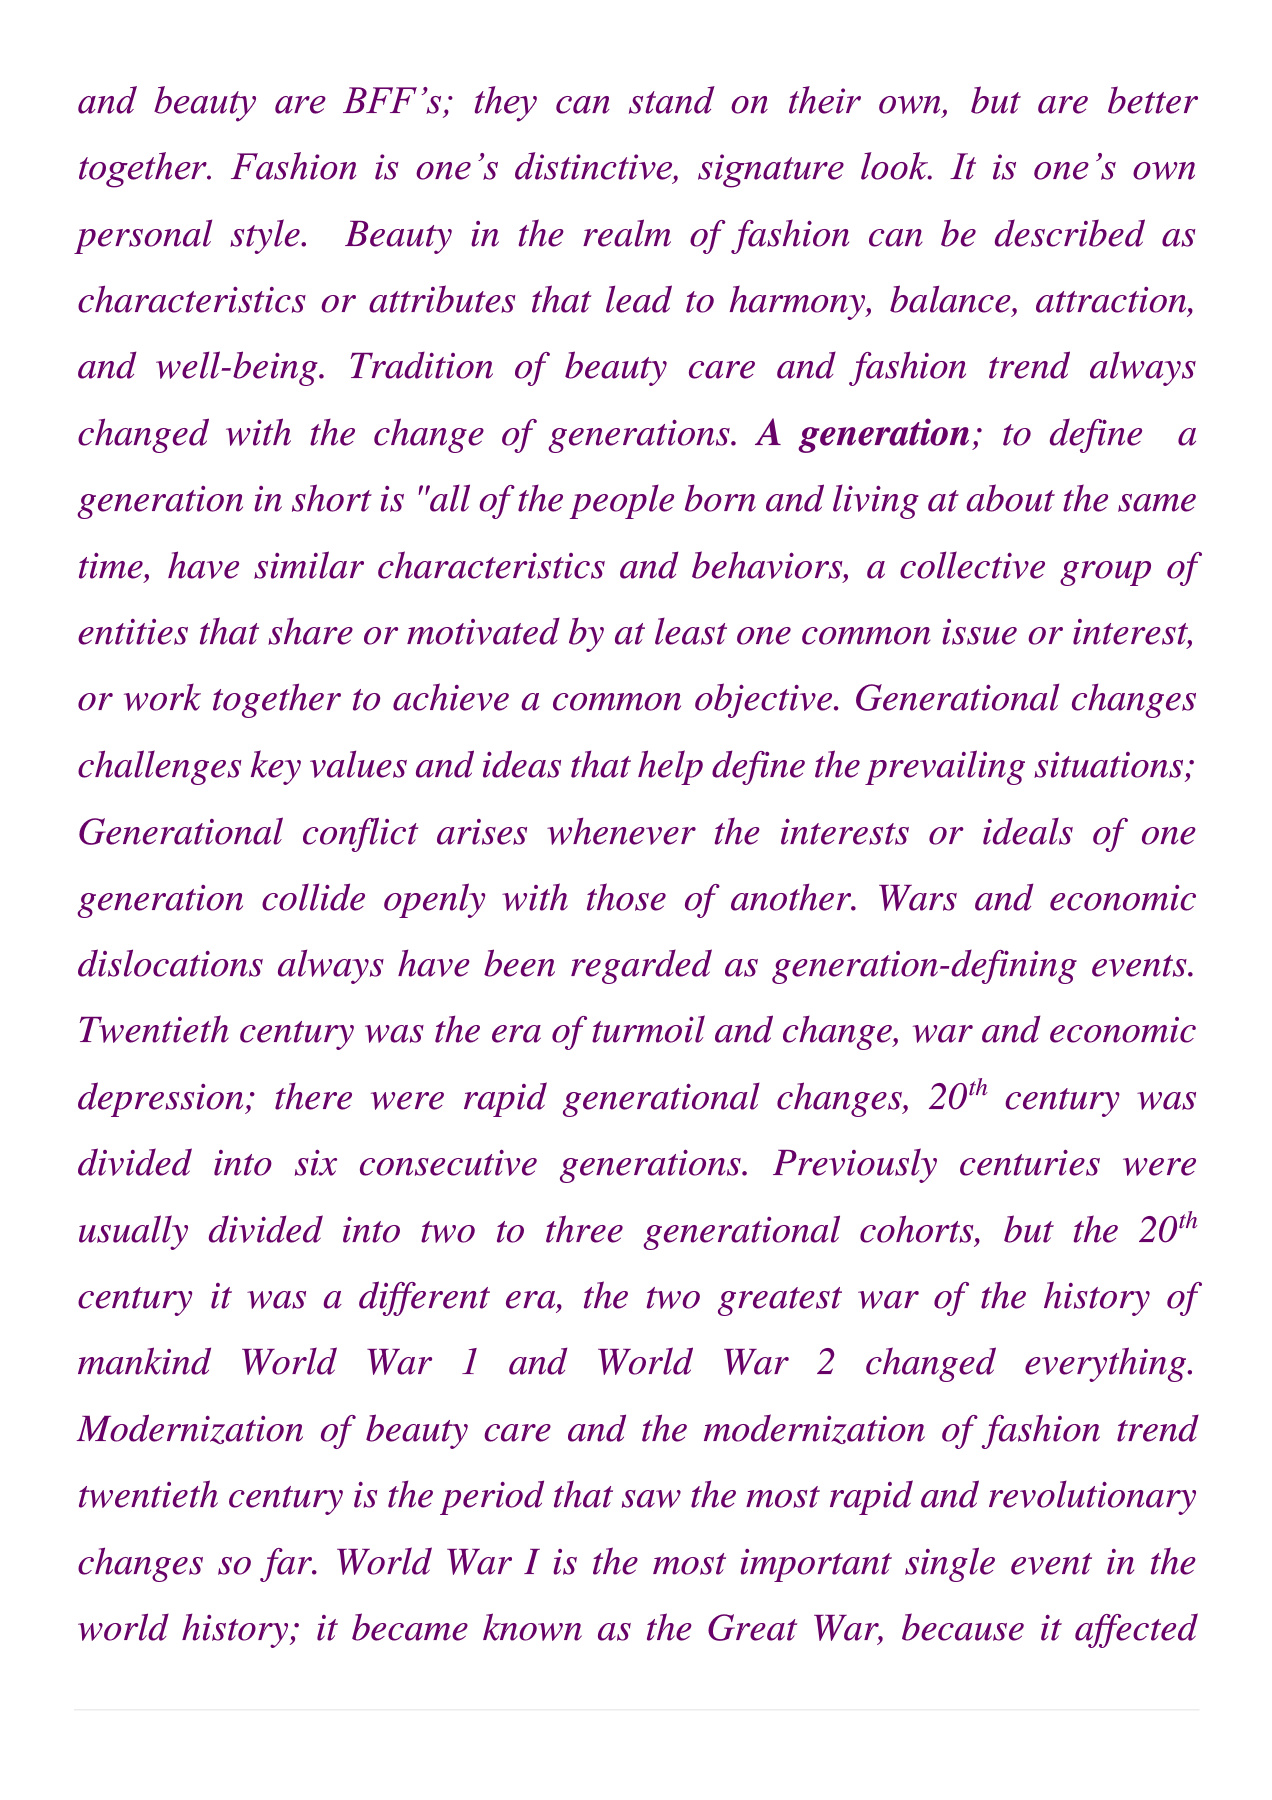 and beauty are BFF’s; they can stand on their own, but are better
together. Fashion is one’s distinctive, signature look. It is one’s own
personal style.  Beauty in the realm of fashion can be described as
characteristics or attributes that lead to harmony, balance, attraction,
and well-being. Tradition of beauty care and fashion trend always
changed with the change of generations. A generation; to define  a
generation in short is "all of the people born and living at about the same
time, have similar characteristics and behaviors, a collective group of
entities that share or motivated by at least one common issue or interest,
or work together to achieve a common objective. Generational changes
challenges key values and ideas that help define the prevailing situations;
Generational conflict arises whenever the interests or ideals of one
generation collide openly with those of another. Wars and economic
dislocations always have been regarded as generation-defining events.
Twentieth century was the era of turmoil and change, war and economic
depression; there were rapid generational changes, 20th century was
divided into six consecutive generations. Previously centuries were
usually divided into two to three generational cohorts, but the 20th
century it was a different era, the two greatest war of the history of
mankind World War 1 and World War 2 changed everything.
Modernization of beauty care and the modernization of fashion trend
twentieth century is the period that saw the most rapid and revolutionary
changes so far. World War I is the most important single event in the
world history; it became known as the Great War, because it affected